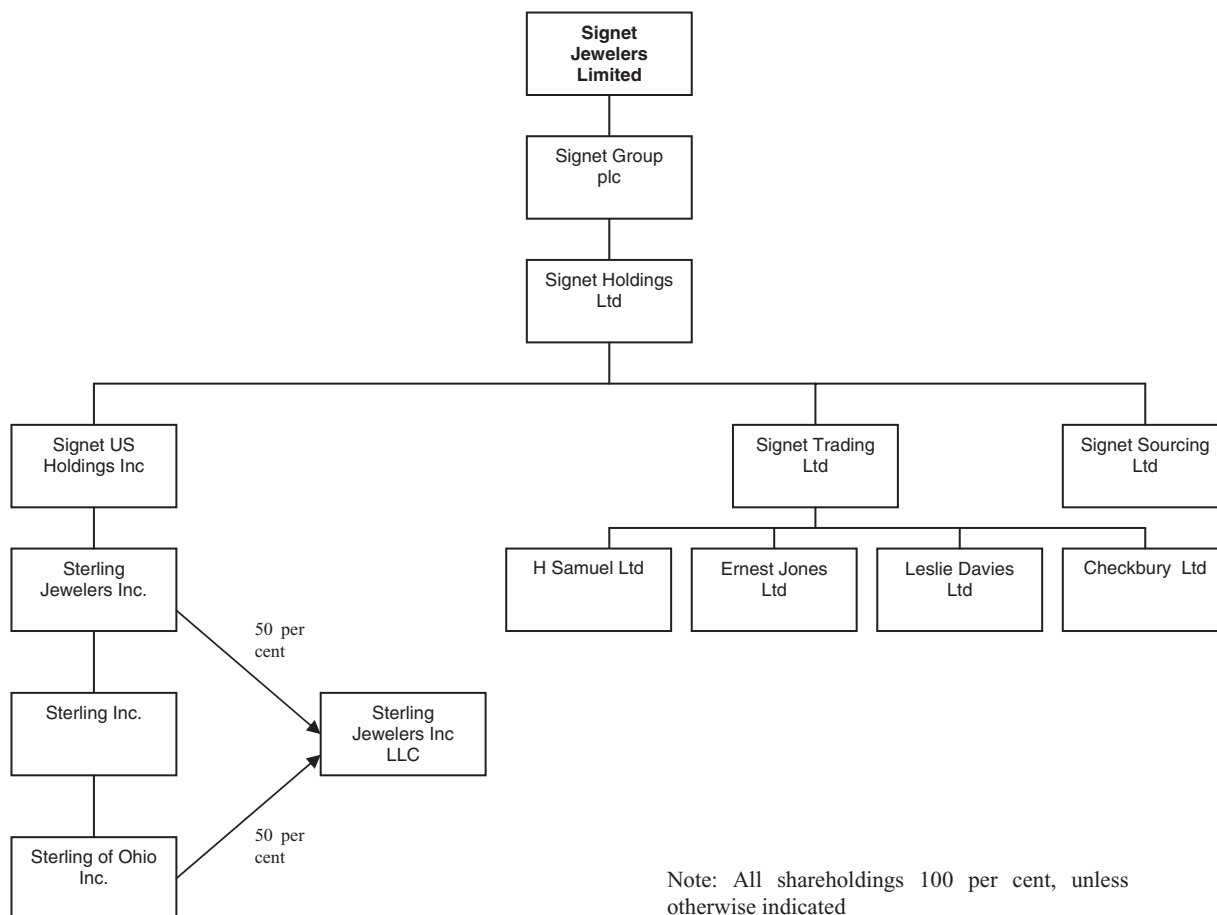 Signet
Jewelers
Limited
Signet Group
plc
Signet Holdings
Ltd
Signet US
Holdings Inc
Signet Trading
Ltd
Signet Sourcing
Ltd
Sterling
Jewelers Inc.
H Samuel Ltd
Ernest Jones
Ltd
Leslie Davies
Ltd
Checkbury Ltd
50 per
cent
Sterling Inc.
Sterling
Jewelers Inc
LLC
50 per
cent
Sterling of Ohio
Inc.
Note: All shareholdings 100 per cent, unless
otherwise indicated